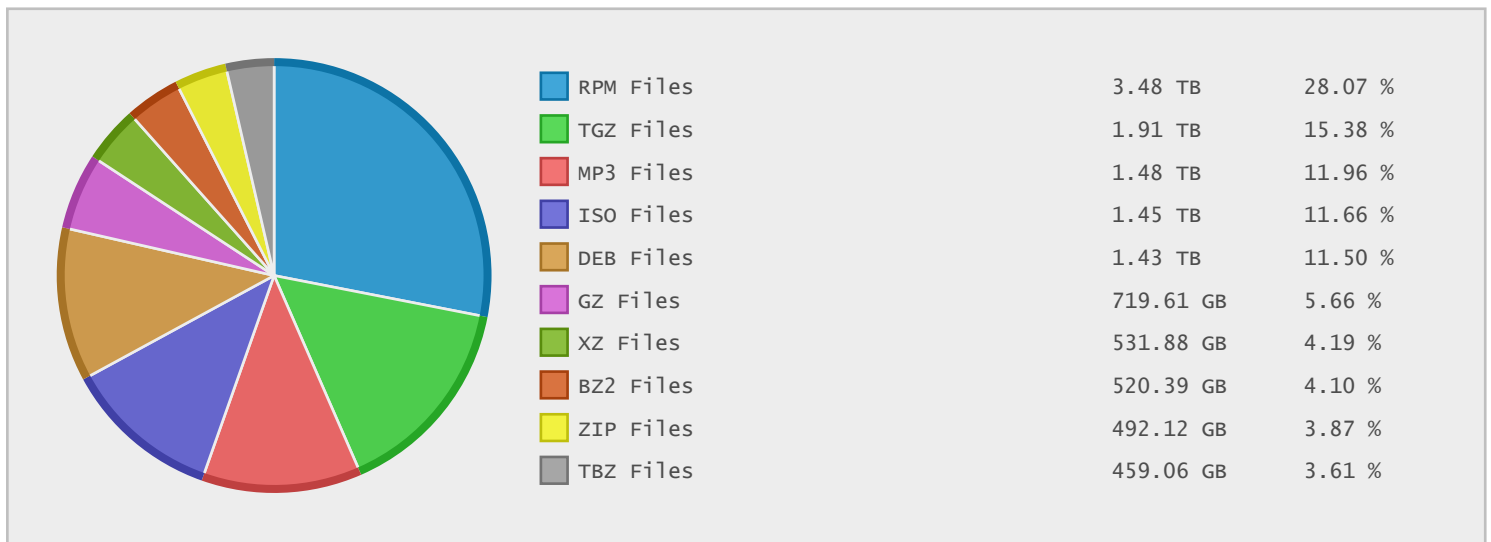 RPM Files 3.48 TB 28.07 %
TGZ Files 1.91 TB 15.38 %
MP3 Files 1.48 TB 11.96 %
ISO Files 1.45 TB 11.66 %
DEB Files 1.43 TB 11.50 %
GZ Files 719.61 GB 5.66 %
XZ Files 531.88 GB 4.19 %
BZ2 Files 520.39 GB 4.10 %
ZIP Files 492.12 GB 3.87 %
TBZ Files 459.06 GB 3.61 %